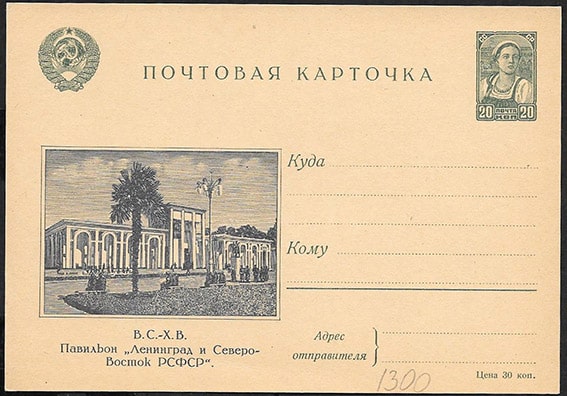 ПОЧТОВАЯ КАРТОЧКА
20 ПОЧТА 20
КОП
Куда
Кому
В.С.-Х.В.
Павильон „Ленинград и Северо-
Восток РСФСР“.
Адрес
отправителя
Цена 30 коп.
1300